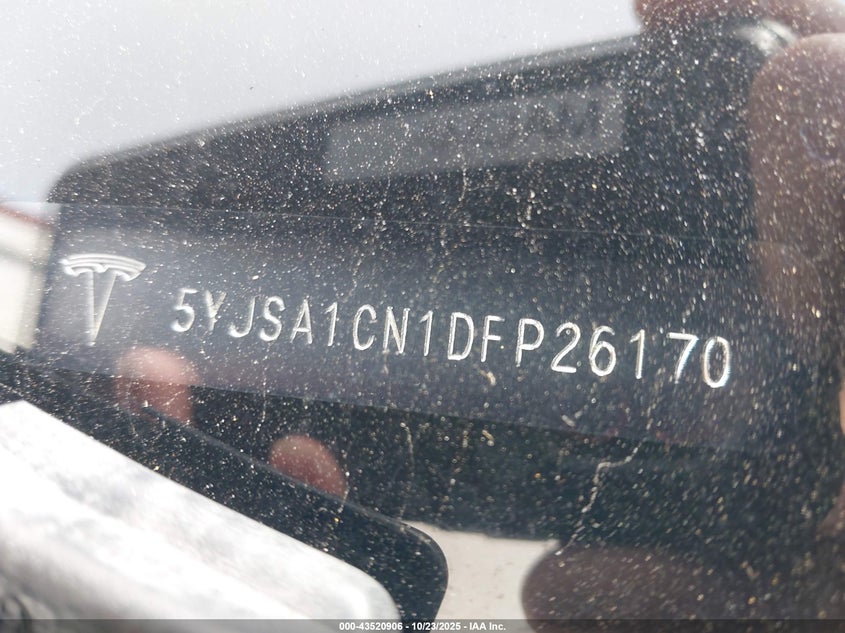 5YJSA1CN1DFP26170
000-43520906 - 10/23/2025 - IAA Inc.